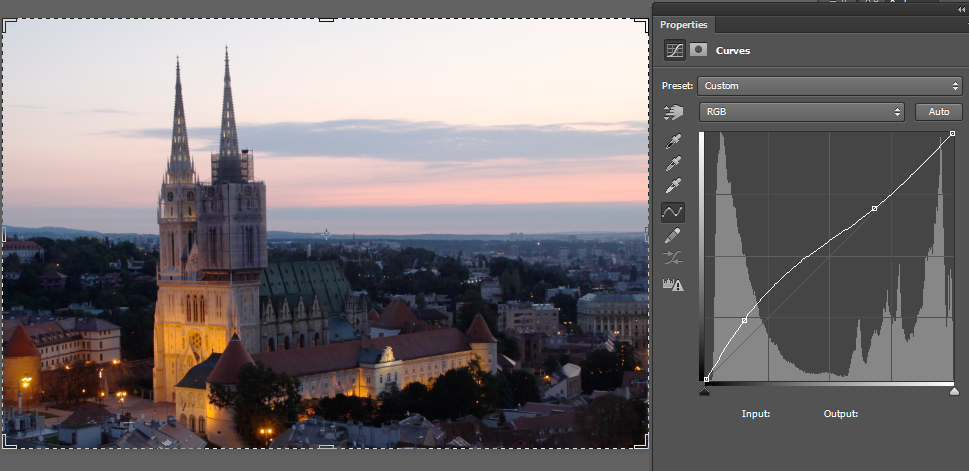 Properties
Curves
Preset: Custom
RGB
Auto
Input: Output: